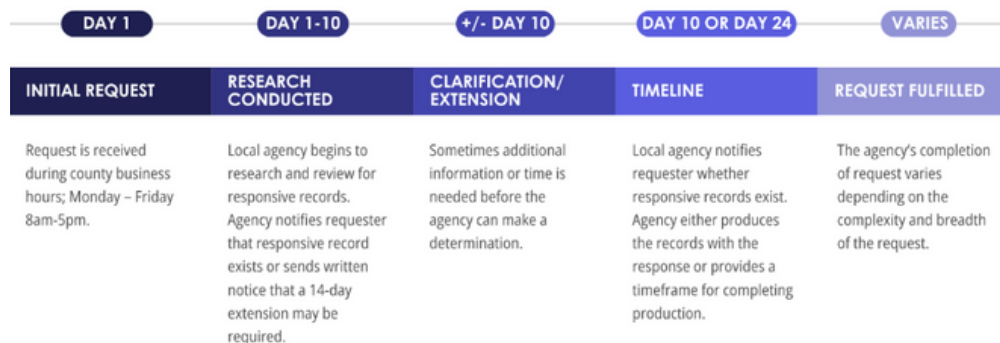 DAY 1
DAY 1-10
+/- DAY 10
DAY 10 OR DAY 24
VARIES
INITIAL REQUEST
RESEARCH
CONDUCTED
CLARIFICATION/
EXTENSION
TIMELINE
REQUEST FULFILLED
Request is received
during county business
hours; Monday – Friday
8am-5pm.
Local agency begins to
research and review for
responsive records.
Agency notifies requester
that responsive record
exists or sends written
notice that a 14-day
extension may be
required.
Sometimes additional
information or time is
needed before the
agency can make a
determination.
Local agency notifies
requester whether
responsive records exist.
Agency either produces
the records with the
response or provides a
timeframe for completing
production.
The agency's completion
of request varies
depending on the
complexity and breadth
of the request.